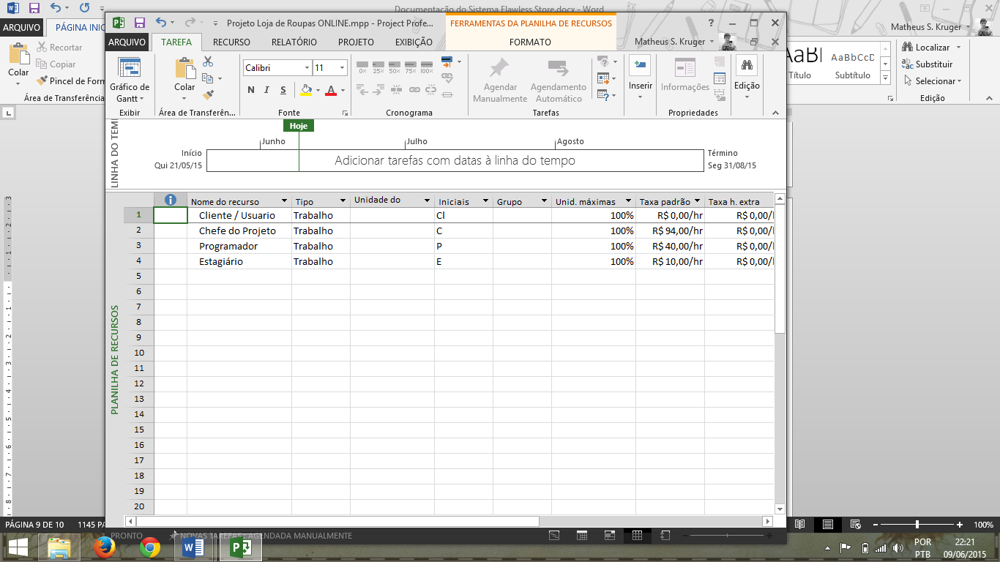 Documentação do Sistema Flawless Store.docx - Word
ARQUIVO
PÁGINA INIC
Matheus S. Kruger
Colar
Recortar
Copiar
Pincel de Form
Área de Transferência
Título
AaBbCcD
Subtítulo
Localizar
Substituir
Selecionar
Edição
Projeto Loja de Roupas ONLINE.mpp - Project Profe...
FERRAMENTAS DA PLANILHA DE RECURSOS
ARQUIVO TAREFA RECURSO RELATÓRIO PROJETO EXIBIÇÃO FORMATO Matheus S. Kruger
Gráfico de Gantt
Exibir
Colar
Área de Transferên...
Calibri 11
N I S
Fonte
0% 25% 50% 75% 100%
Cronograma
Agendar Manualmente
Agendamento Automático
Tarefas
Inserir
Informações
Propriedades
Edição
LINHA DO TEM
Hoje
Junho Julho Agosto
Início
Qui 21/05/15
Adicionar tarefas com datas à linha do tempo
Término
Seg 31/08/15
PLANILHA DE RECURSOS
Nome do recurso Tipo Unidade do Iniciais Grupo Unid. máximas Taxa padrão Taxa h. extra
1 Cliente / Usuario Trabalho Cl 100% R$ 0,00/hr R$ 0,00/
2 Chefe do Projeto Trabalho C 100% R$ 94,00/hr R$ 0,00/
3 Programador Trabalho P 100% R$ 40,00/hr R$ 0,00/
4 Estagiário Trabalho E 100% R$ 10,00/hr R$ 0,00/
5
6
7
8
9
10
11
12
13
14
15
16
17
18
19
20
PRONTO NOVAS TAREFAS : AGENDADA MANUALMENTE
PÁGINA 9 DE 10 1145 PA
100%
POR
PTB
22:21
09/06/2015